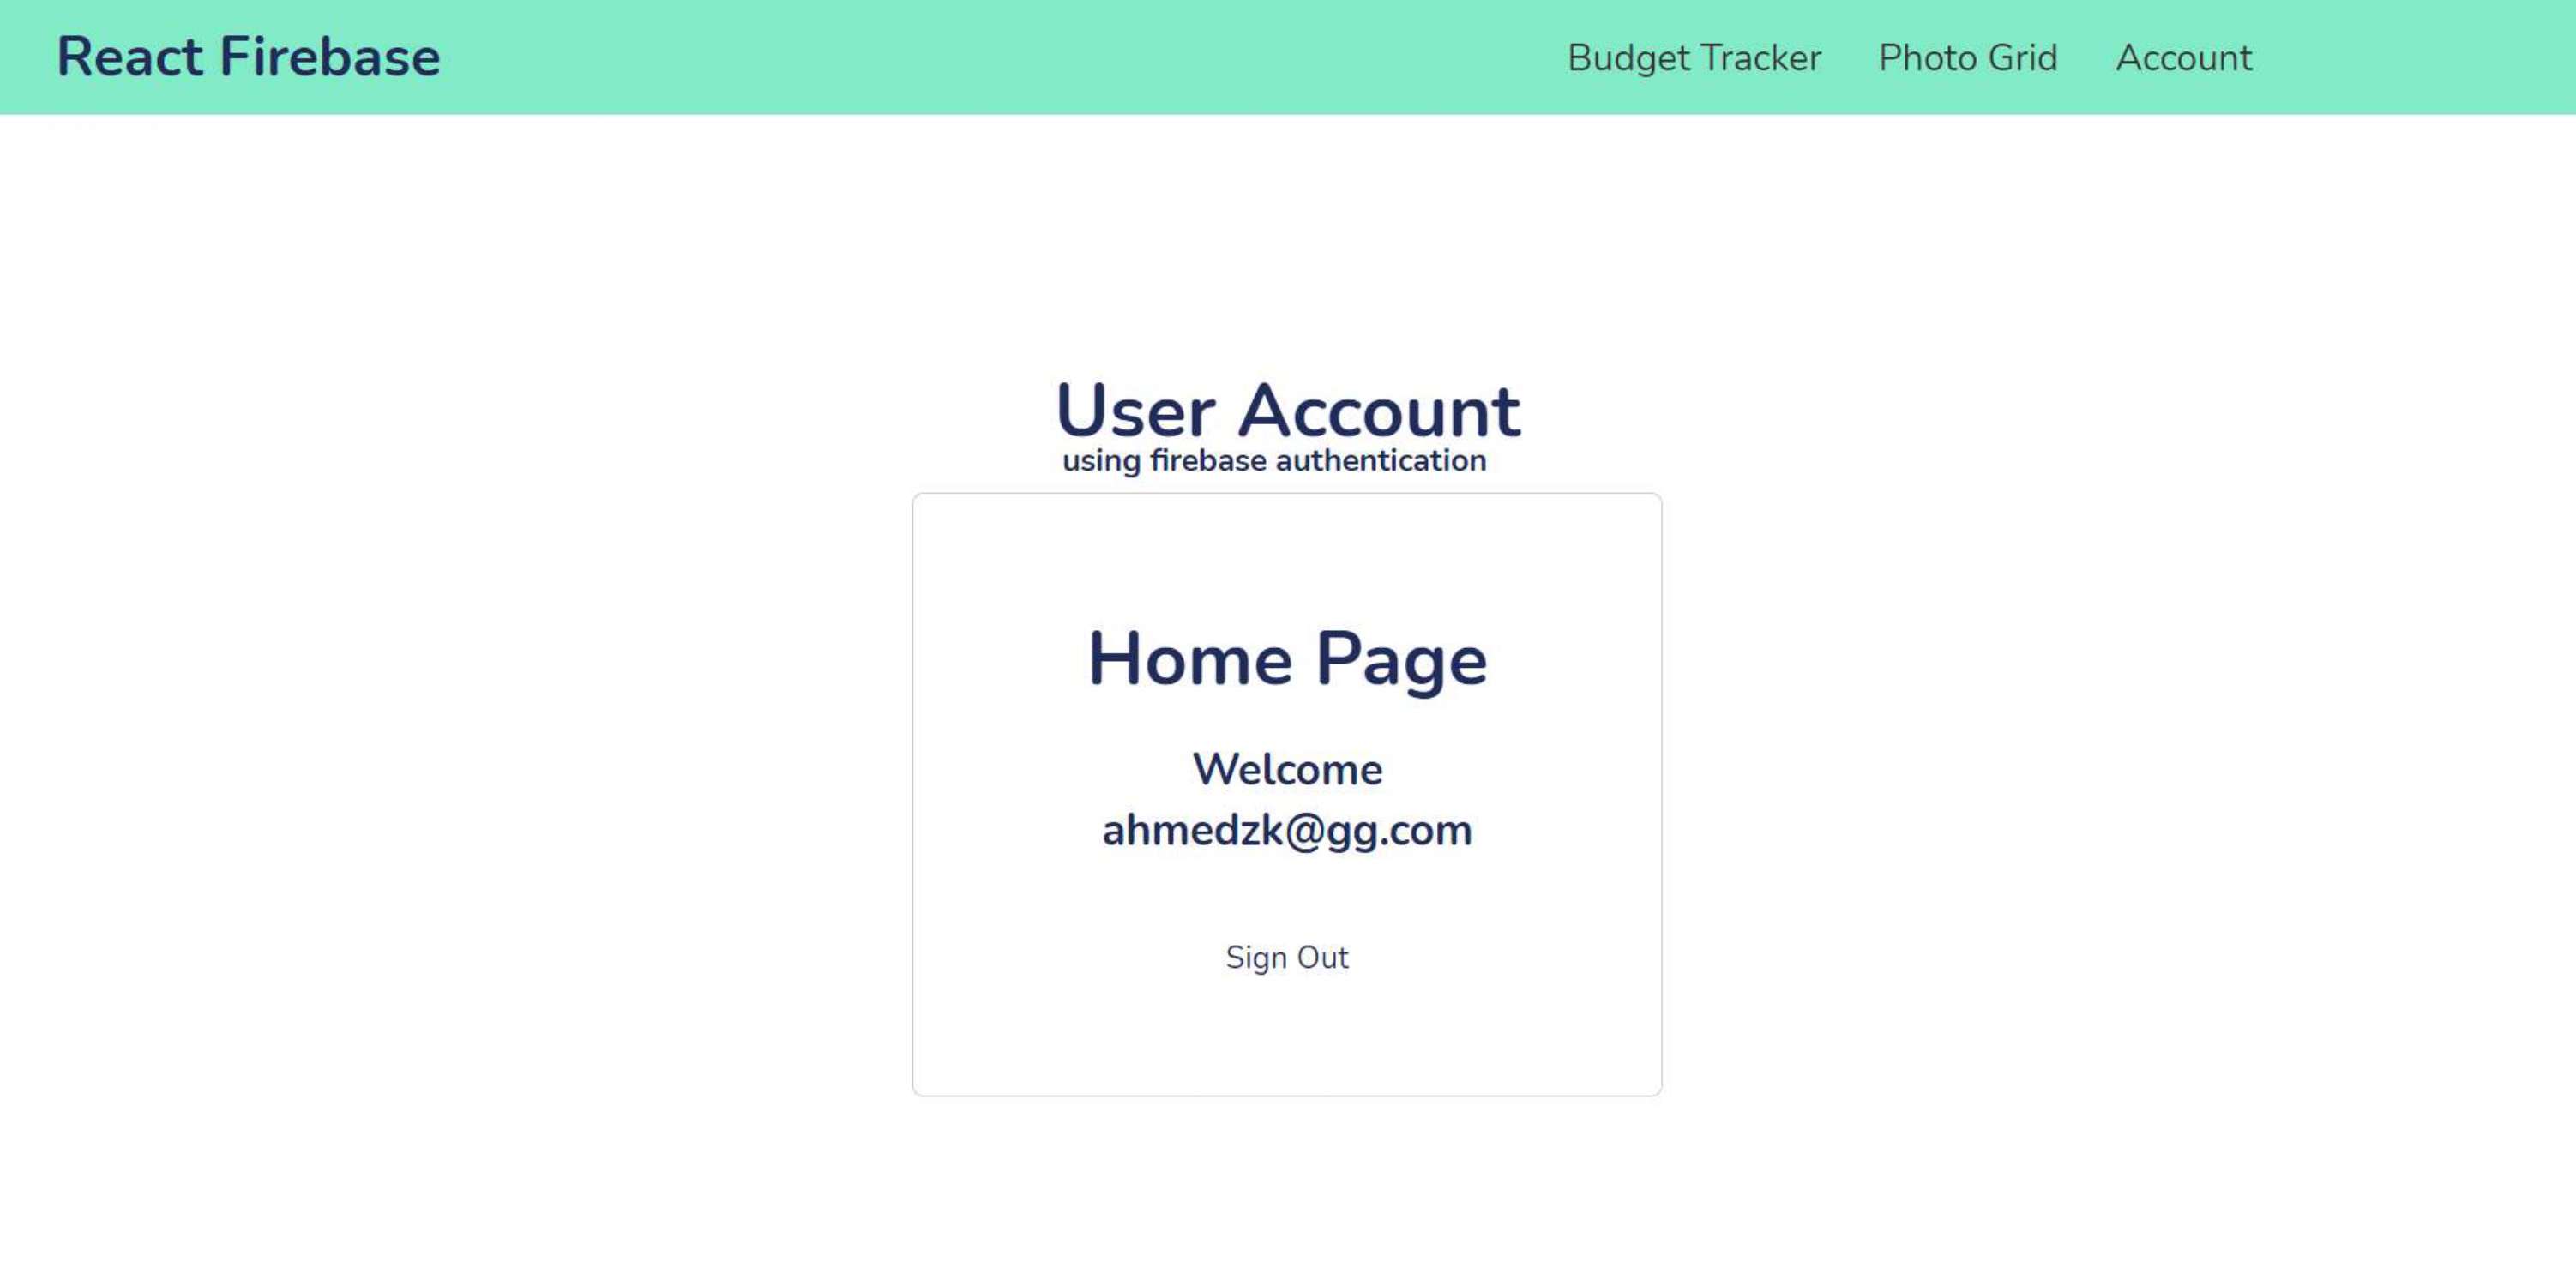 React Firebase
Budget Tracker Photo Grid Account
User Account
using firebase authentication
Home Page
Welcome
ahmedzk@gg.com
Sign Out